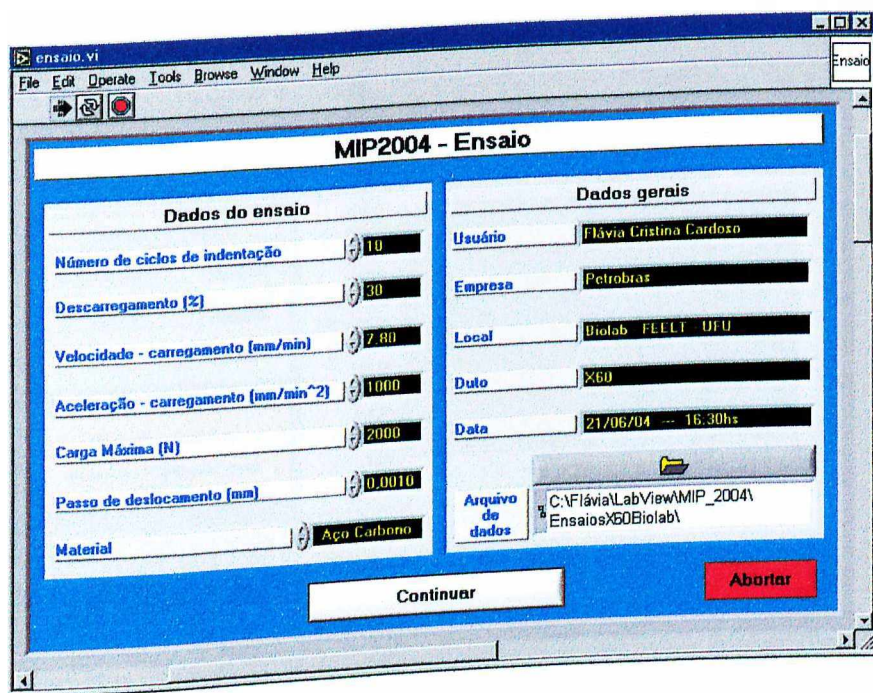 ensaio.vi
File Edit Operate Tools Browse Window Help
Ensaio
MIP2004 - Ensaio
Dados do ensaio
Número de ciclos de indentação 10
Descarregamento (%) 30
Velocidade - carregamento (mm/min) 7.80
Aceleração - carregamento (mm/min^2) 1000
Carga Máxima (N) 2000
Passo de deslocamento (mm) 0,0010
Material Aço Carbono
Dados gerais
Usuário Flávia Cristina Cardoso
Empresa Petrobras
Local Biolab - FEELT - UFU
Duto X60
Data 21/06/04 --- 16:30hs
Arquivo
de
dados
C:\Flávia\LabView\MIP_2004\
EnsaiosX60Biolab\
Continuar
Abortar